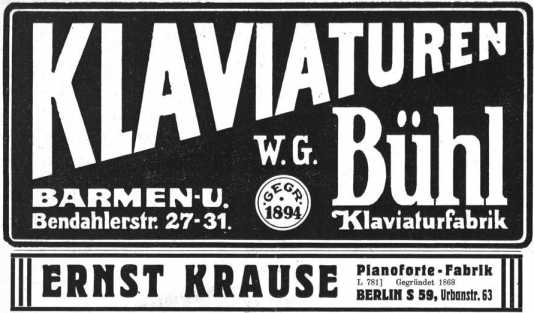 KLAVIATUREN
W. G. Bühl
BARMEN-U.
Bendahlerstr. 27-31.
GEGR. 1894
Klaviaturfabrik
ERNST KRAUSE
Pianoforte-Fabrik
L 781] Gegründet 1868
BERLIN S 59, Urbanstr. 63